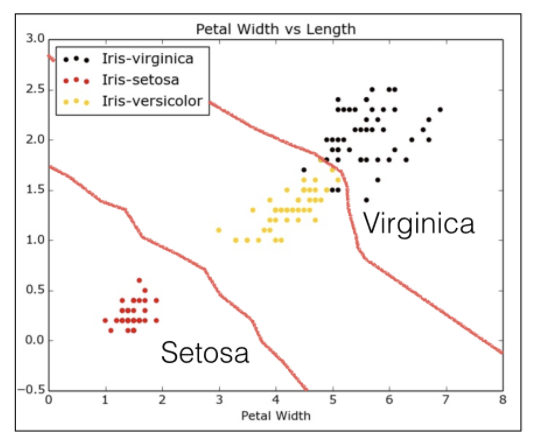 Petal Width vs Length
3.0
Iris-virginica
Iris-setosa
Iris-versicolor
2.5
2.0
1.5
Virginica
1.0
0.5
0.0
Setosa
−0.5
0 1 2 3 4 5 6 7 8
Petal Width